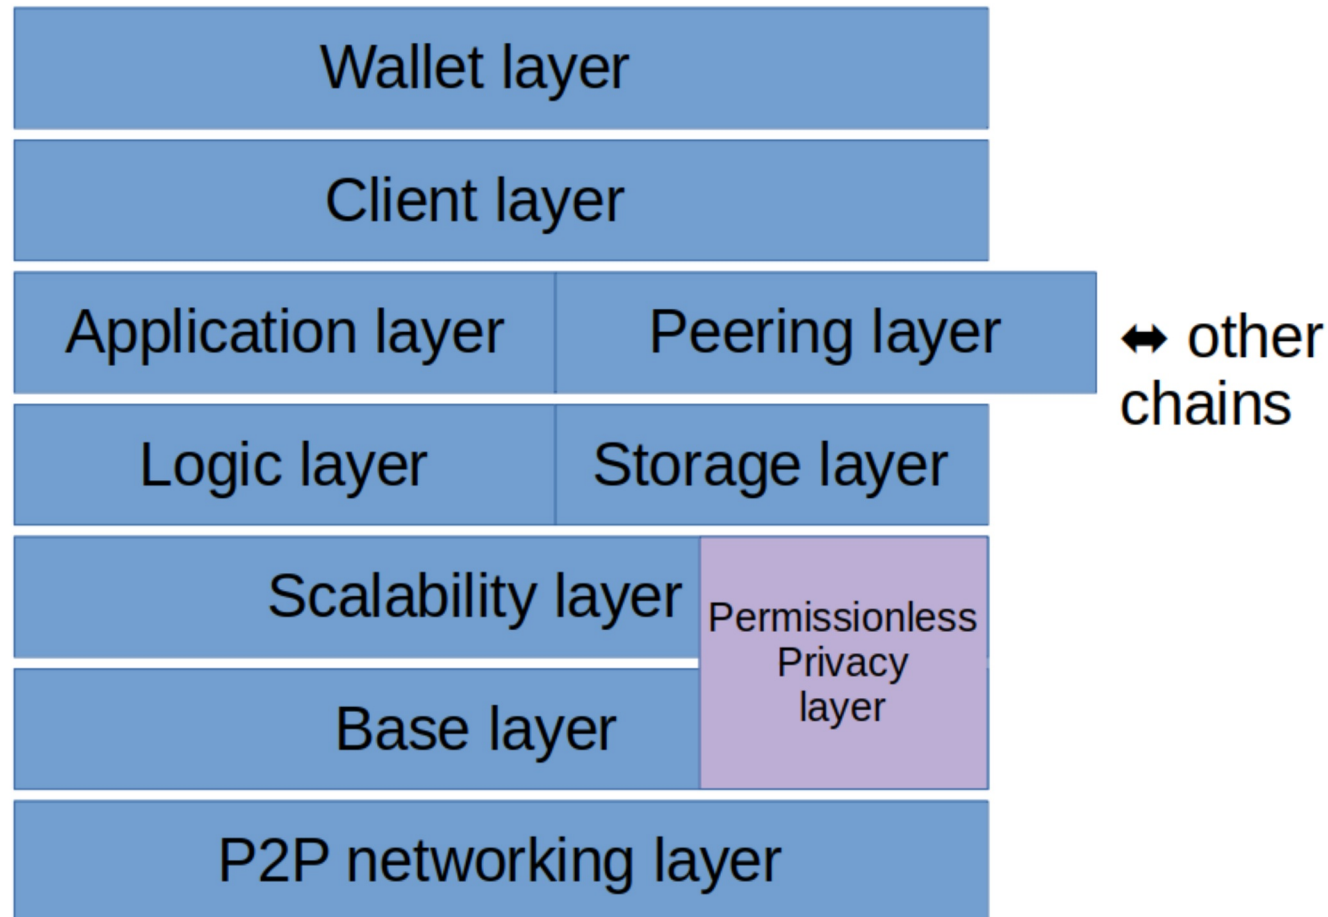 Wallet layer
Client layer
Application layer
Peering layer
⬌ other
chains
Logic layer
Storage layer
Scalability layer
Permissionless
Privacy
layer
Base layer
P2P networking layer